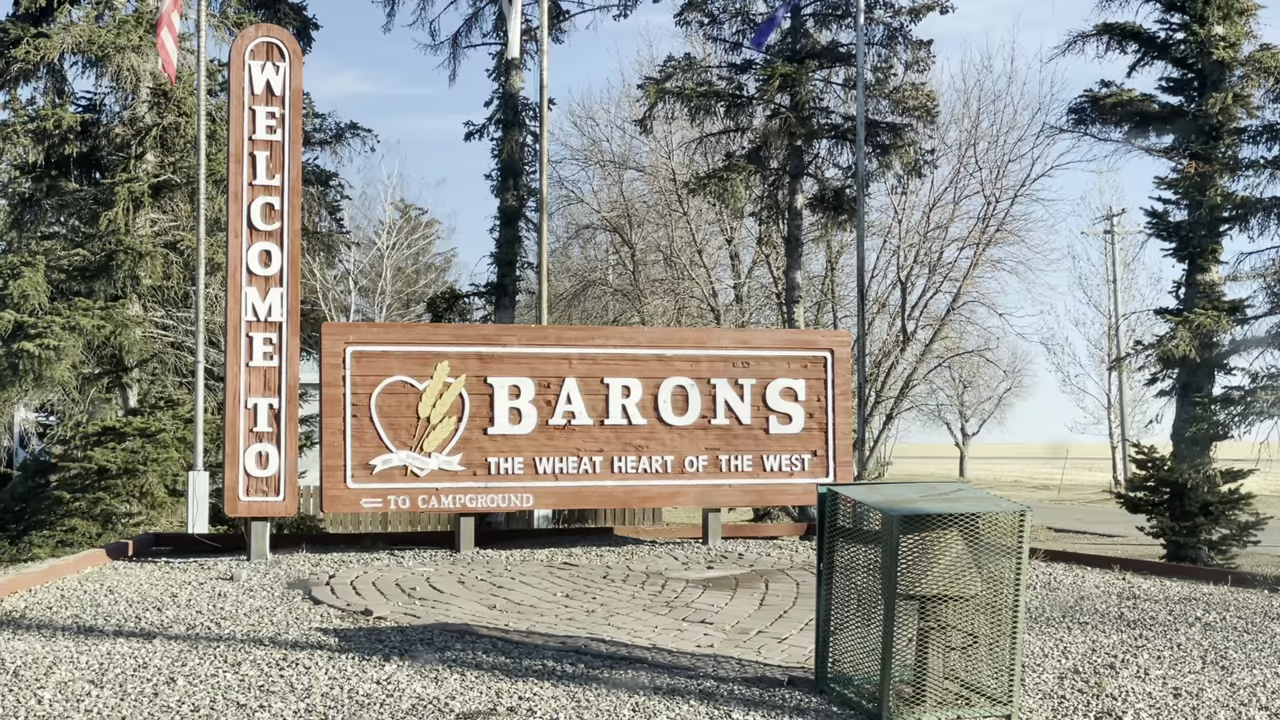 WELCOME TO
BARONS
THE WHEAT HEART OF THE WEST
TO CAMPGROUND